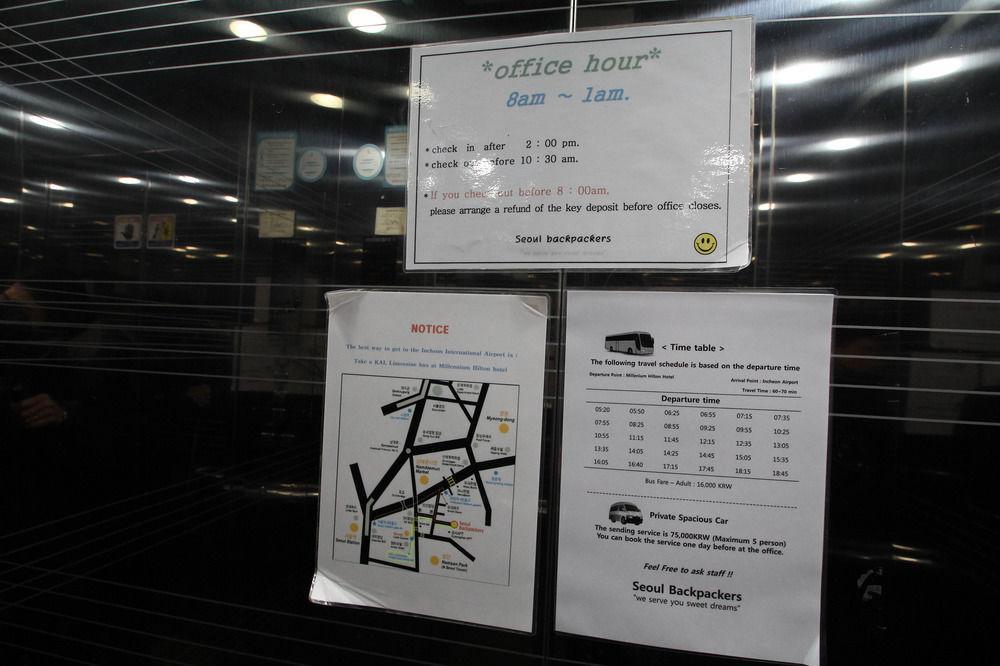 *office hour*
8am ~ 1am.
* check in after 2 : 00 pm.
* check out before 10 : 30 am.
* If you check out before 8 : 00am,
please arrange a refund of the key deposit before office closes.
Seoul backpackers
"we serve you sweet dreams"
NOTICE
The best way to get to the Incheon International Airport is :
Take a KAL Limousine bus at Millennium Hilton hotel
Myeong-dong
Namdaemun
Market
Seoul
Backpackers
Seoul Station
Namsan Park
(N Seoul Tower)
< Time table >
The following travel schedule is based on the departure time
Departure Point : Millenium Hilton Hotel
Arrival Point : Incheon Airport
Travel Time : 60~70 min
Departure time
05:20 05:50 06:25 06:55 07:15 07:35
07:55 08:25 08:55 09:25 09:55 10:25
10:55 11:15 11:45 12:15 12:35 13:05
13:35 14:05 14:25 14:45 15:05 15:35
16:05 16:40 17:15 17:45 18:15 18:45
Bus Fare - Adult : 16,000 KRW
Private Spacious Car
The sending service is 75,000KRW (Maximum 5 person)
You can book the service one day before at the office.
Feel Free to ask staff !!
Seoul Backpackers
"we serve you sweet dreams"